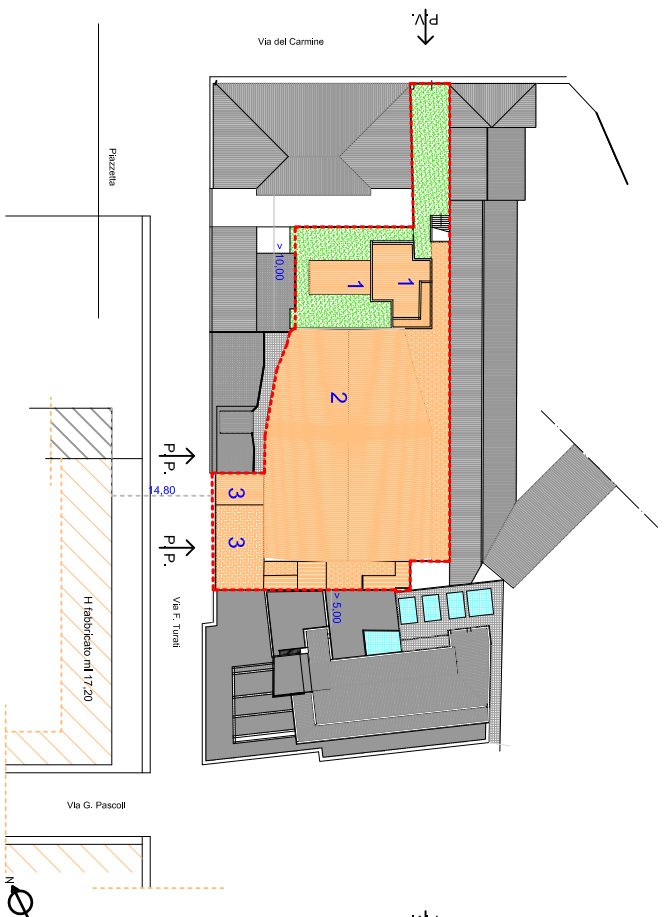 P.V.
Via del Carmine
Piazzetta
> 10,00
1
1
2
P.P.
3
14,80
3
P.P.
> 5,00
Via F. Turati
H fabbricato ml 17,20
Via G. Pascoli
N